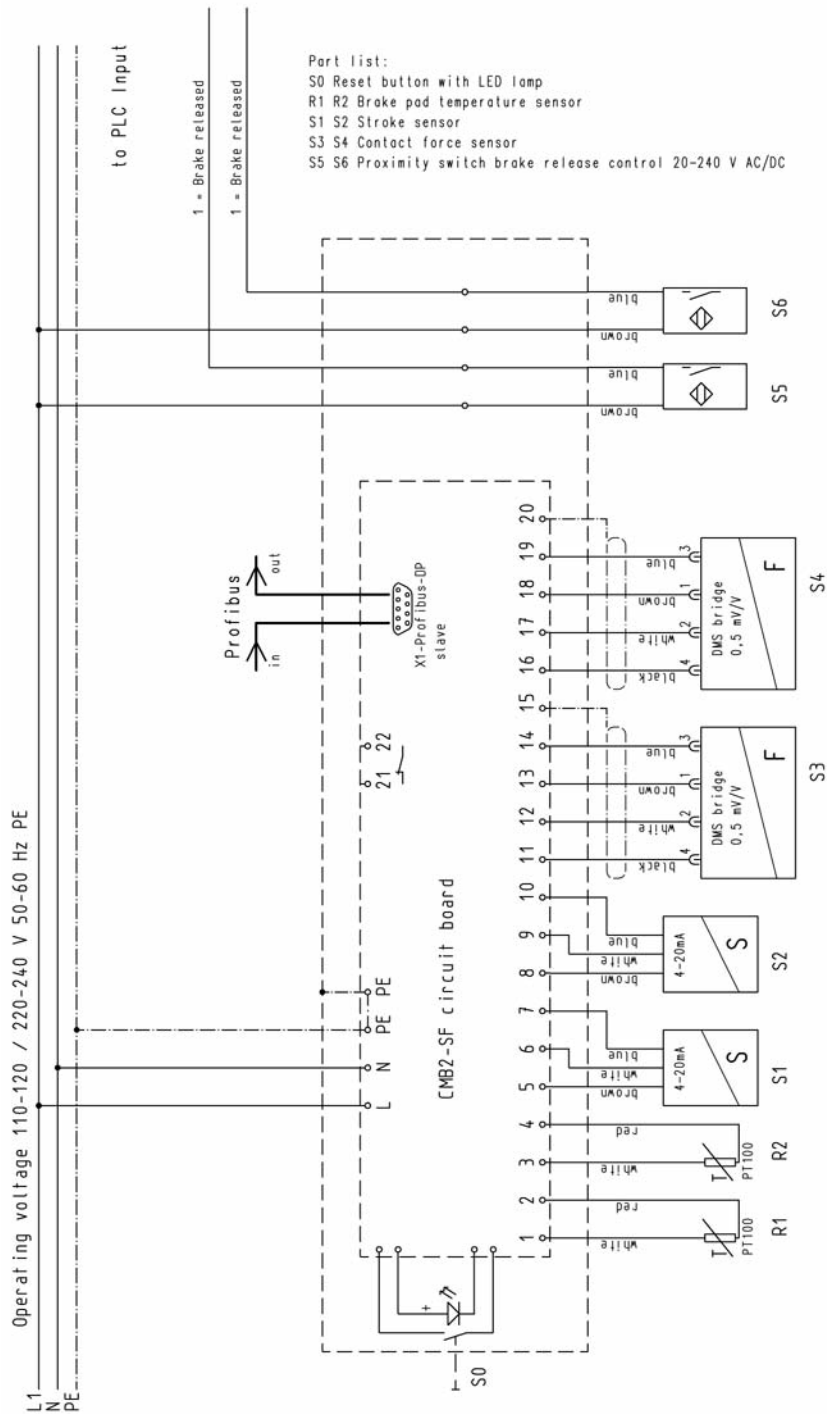 Operating voltage 110-120 / 220-240 V 50-60 Hz PE
L1
N
PE
to PLC Input
1 = Brake released
1 = Brake released
Part list:
S0 Reset button with LED lamp
R1 R2 Brake pad temperature sensor
S1 S2 Stroke sensor
S3 S4 Contact force sensor
S5 S6 Proximity switch brake release control 20-240 V AC/DC
Profibus
in
out
X1-Profibus-DP
slave
21 22
L N PE PE
CMB2-SF circuit board
S0
+
1 2 3 4 5 6 7 8 9 10 11 12 13 14 15 16 17 18 19 20
white red white red brown white blue brown white blue black white brown blue black white brown blue brown blue brown blue
4 2 1 3 4 2 1 3
T
PT100
R1
T
PT100
R2
4-20mA
S
S1
4-20mA
S
S2
DMS bridge
0,5 mV/V
F
S3
DMS bridge
0,5 mV/V
F
S4
S5
S6